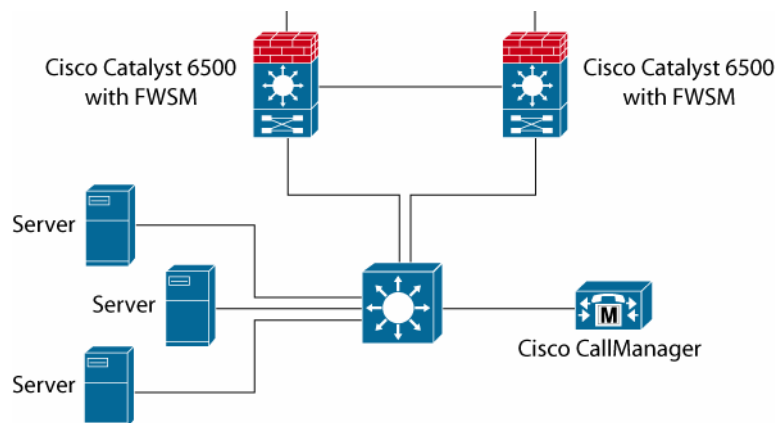 Cisco Catalyst 6500
with FWSM
Cisco Catalyst 6500
with FWSM
Server
Server
M
Cisco CallManager
Server